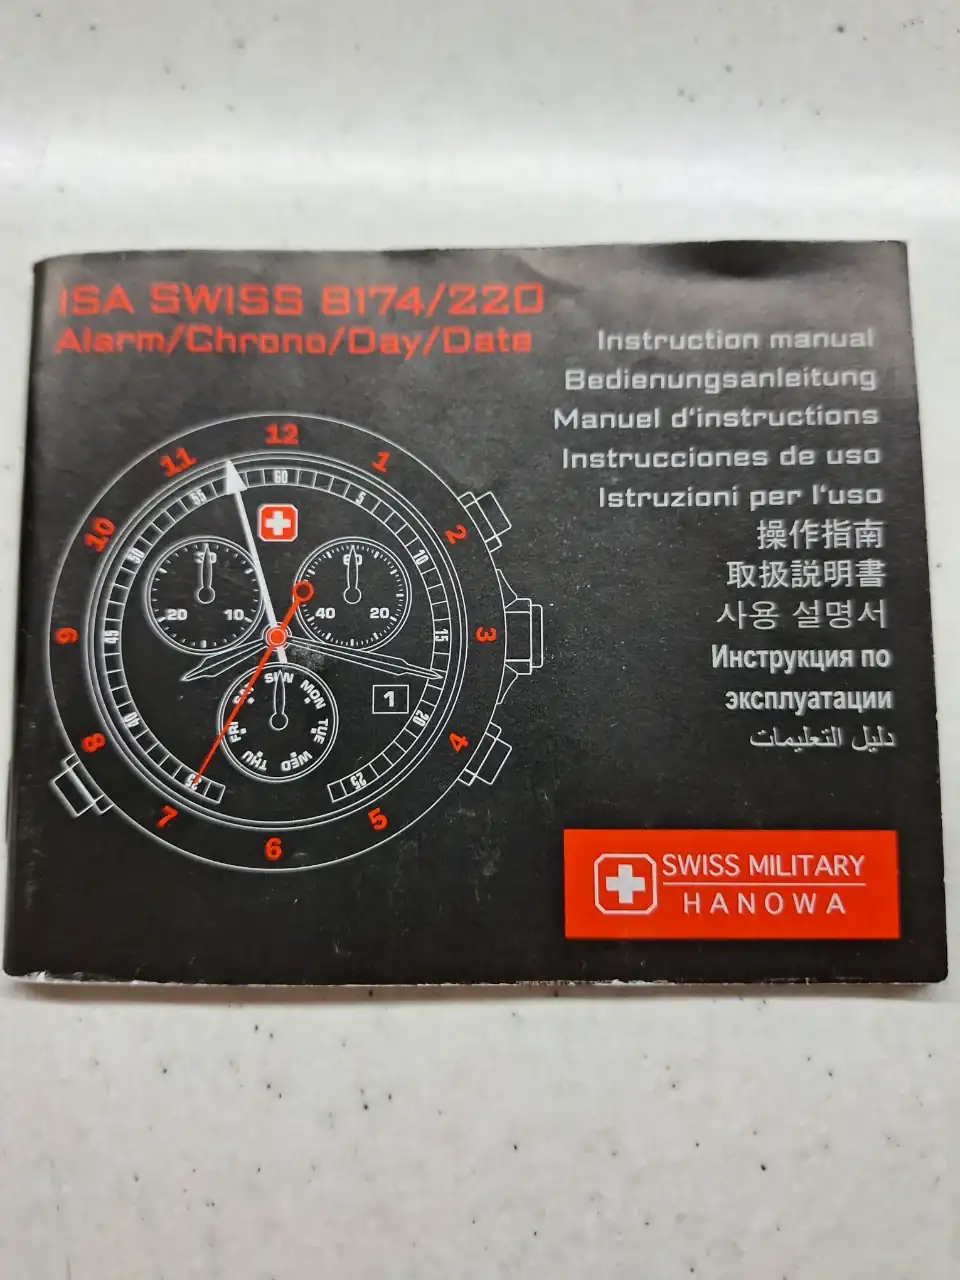 ISA SWISS 8174/220
Alarm/Chrono/Day/Date
Instruction manual
Bedienungsanleitung
Manuel d'instructions
Instrucciones de uso
Istruzioni per l'uso
操作指南
取扱説明書
사용 설명서
Инструкция по
эксплуатации
دليل التعليمات
12
1
2
3
4
5
6
7
8
9
10
11
60
5
10
15
20
25
35
40
45
50
55
30
20
10
60
40
20
SUN
MON
TUE
WED
THU
FRI
SAT
1
SWISS MILITARY
HANOWA